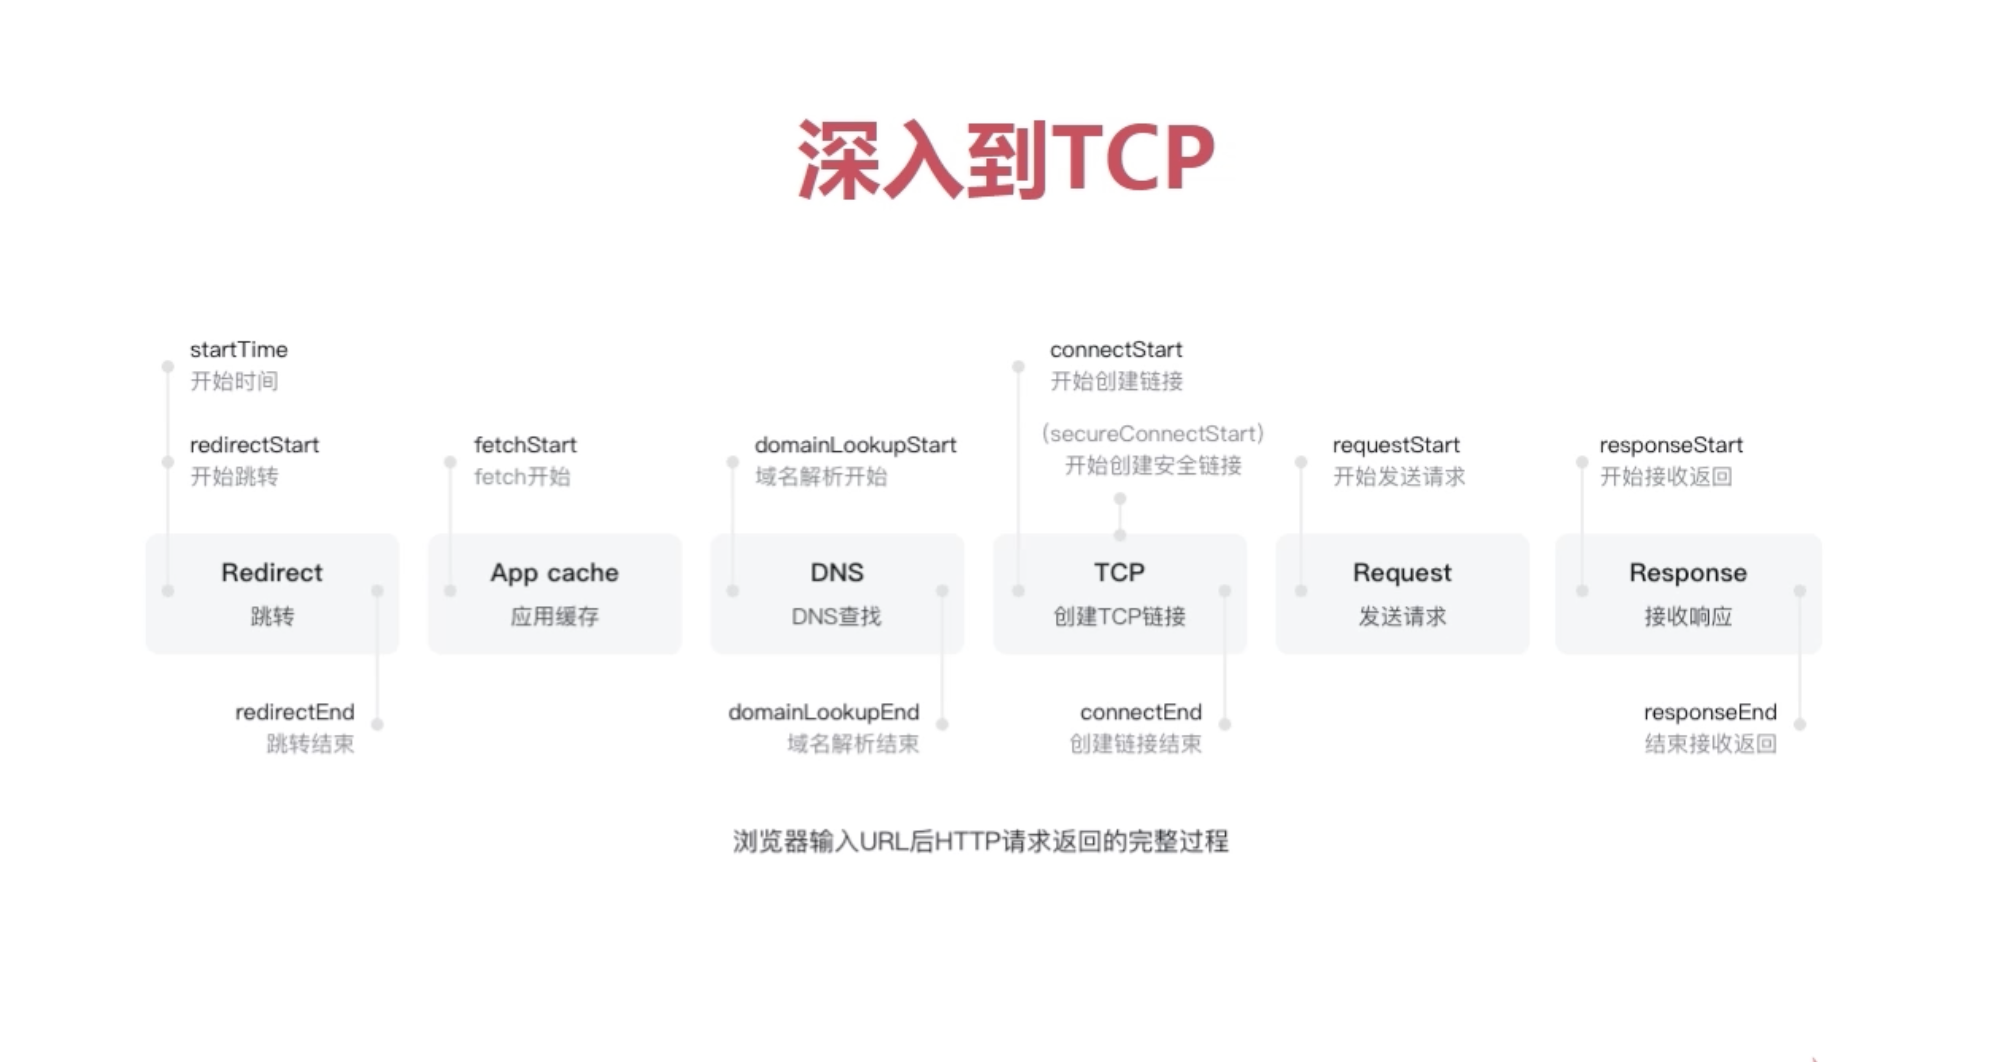 深入到TCP
startTime
开始时间
redirectStart
开始跳转
fetchStart
fetch开始
domainLookupStart
域名解析开始
connectStart
开始创建链接
(secureConnectStart)
开始创建安全链接
requestStart
开始发送请求
responseStart
开始接收返回
Redirect
跳转
App cache
应用缓存
DNS
DNS查找
TCP
创建TCP链接
Request
发送请求
Response
接收响应
redirectEnd
跳转结束
domainLookupEnd
域名解析结束
connectEnd
创建链接结束
responseEnd
结束接收返回
浏览器输入URL后HTTP请求返回的完整过程